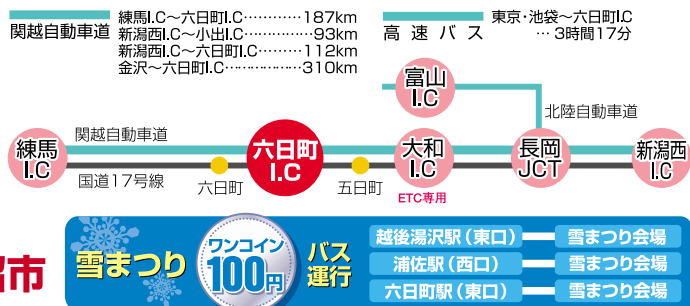 関越自動車道
練馬I.C〜六日町I.C…………187km
新潟西I.C〜小出I.C……………93km
新潟西I.C〜六日町I.C………112km
金沢〜六日町I.C………………310km
高速バス
東京・池袋〜六日町I.C
… 3時間17分
富山
I.C
北陸自動車道
関越自動車道
練馬
I.C
六日町
I.C
大和
I.C
長岡
JCT
新潟西
I.C
国道17号線
六日町
五日町
ETC専用
沼市
雪まつり
ワンコイン
100円
バス
運行
越後湯沢駅(東口) 雪まつり会場
浦佐駅(西口) 雪まつり会場
六日町駅(東口) 雪まつり会場